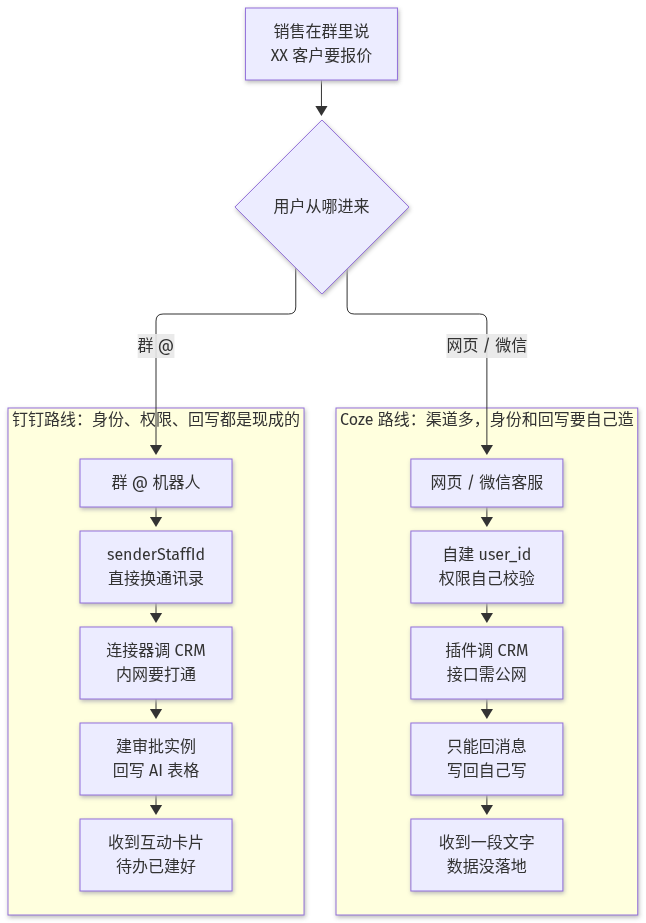 销售在群里说
XX 客户要报价
用户从哪进来
群 @
网页 / 微信
钉钉路线：身份、权限、回写都是现成的
群 @ 机器人
senderStaffId
直接换通讯录
连接器调 CRM
内网要打通
建审批实例
回写 AI 表格
收到互动卡片
待办已建好
Coze 路线：渠道多，身份和回写要自己造
网页 / 微信客服
自建 user_id
权限自己校验
插件调 CRM
接口需公网
只能回消息
写回自己写
收到一段文字
数据没落地